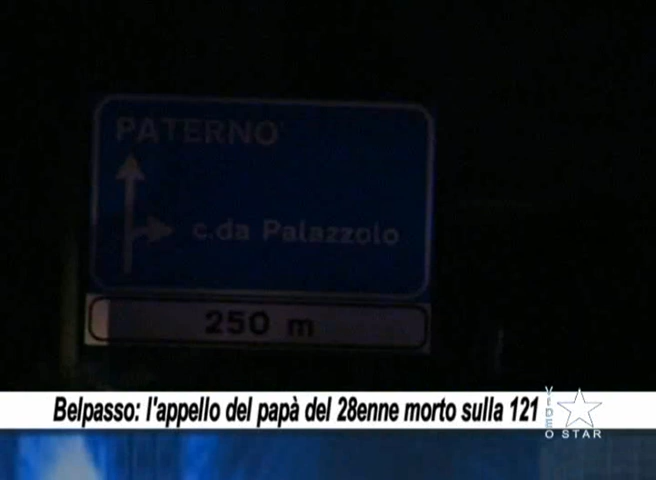 PATERNO'
c.da Palazzolo
250 m
Belpasso: l'appello del papà del 28enne morto sulla 121
VIDEO STAR